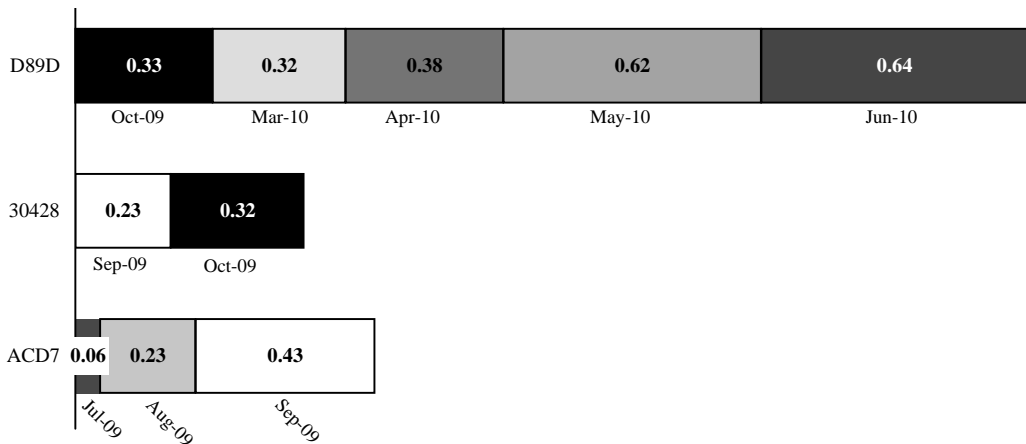 D89D 0.33 0.32 0.38 0.62 0.64
Oct-09 Mar-10 Apr-10 May-10 Jun-10
30428 0.23 0.32
Sep-09 Oct-09
ACD7 0.06 0.23 0.43
Jul-09 Aug-09 Sep-09